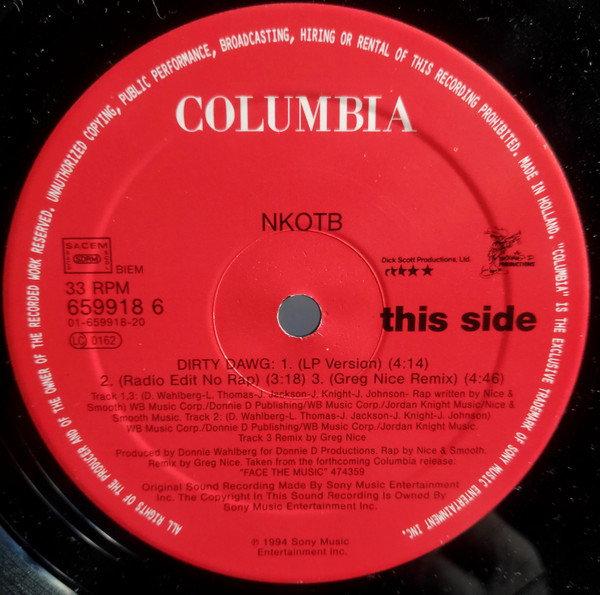 ALL RIGHTS OF THE PRODUCER AND OF THE OWNER OF THE RECORDED WORK RESERVED. UNAUTHORIZED COPYING, PUBLIC PERFORMANCE, BROADCASTING, HIRING OR RENTAL OF THIS RECORDING PROHIBITED. MADE IN HOLLAND. "COLUMBIA" IS THE EXCLUSIVE TRADEMARK OF SONY MUSIC ENTERTAINMENT INC.
COLUMBIA
NKOTB
SACEM
SDRM
BIEM
Dick Scott Productions, Ltd.
PRODUCTIONS
33 RPM
659918 6
01-659918-20
LC 0162
this side
DIRTY DAWG: 1. (LP Version) (4:14)
2. (Radio Edit No Rap) (3:18) 3. (Greg Nice Remix) (4:46)
Track 1,3: (D. Wahlberg-L. Thomas-J. Jackson-J. Knight-J. Johnson- Rap written by Nice &
Smooth) WB Music Corp./Donnie D Publishing/WB Music Corp./Jordan Knight Music/Nice &
Smooth Music. Track 2: (D. Wahlberg-L. Thomas-J. Jackson-J. Knight-J. Johnson)
WB Music Corp./Donnie D Publishing/WB Music Corp./Jordan Knight Music.
Track 3 Remix by Greg Nice
Produced by Donnie Wahlberg for Donnie D Productions. Rap by Nice & Smooth.
Remix by Greg Nice. Taken from the forthcoming Columbia release:
"FACE THE MUSIC" 474359
Original Sound Recording Made By Sony Music Entertainment
Inc. The Copyright In This Sound Recording Is Owned By
Sony Music Entertainment Inc.
℗ 1994 Sony Music
Entertainment Inc.